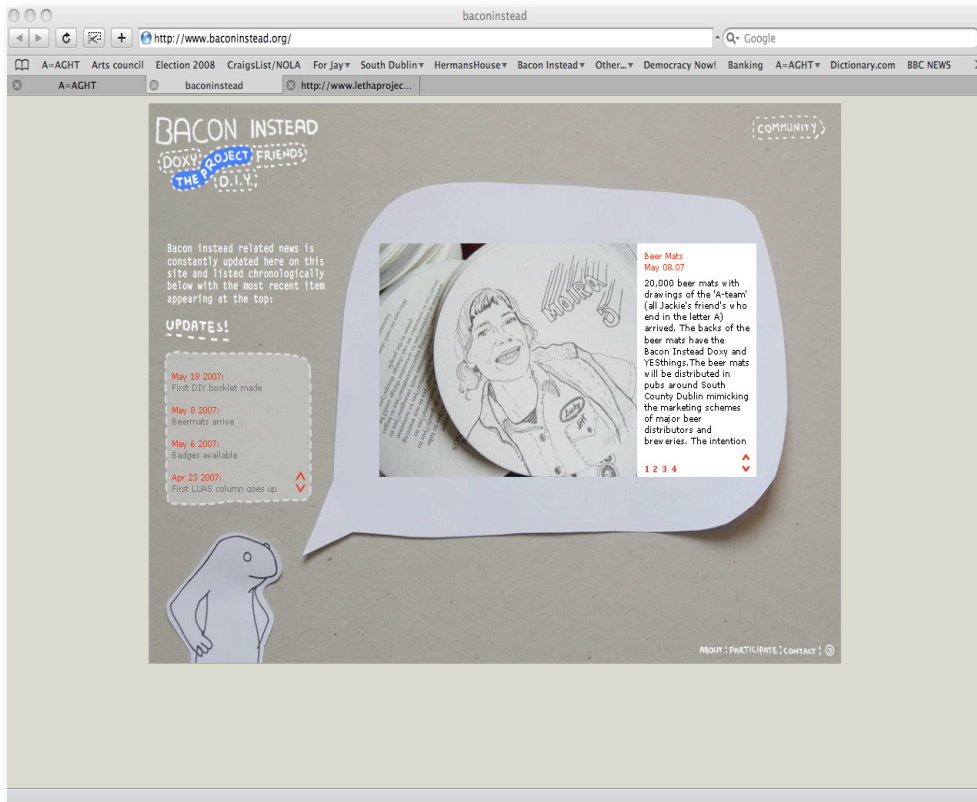 baconinstead
http://www.baconinstead.org/
Google
A=AGHT Arts council Election 2008 CraigsList/NOLA For Jay South Dublin HermansHouse Bacon Instead Other... Democracy Now! Banking A=AGHT Dictionary.com BBC NEWS
A=AGHT baconinstead http://www.lethaprojec...
BACON INSTEAD
COMMUNITY
DOXY THE PROJECT FRIENDS
D.I.Y.
Bacon instead related news is
constantly updated here on this
site and listed chronologically
below with the most recent item
appearing at the top:
UPDATES!
May 18 2007:
First DIY booklet made
May 8 2007:
Beermats arrive
May 6 2007:
Badges available
Apr 23 2007:
First LUAS column goes up
MOIRA
Beer Mats
May 08.07
20,000 beer mats with
drawings of the 'A-team'
(all Jackie's friend's who
end in the letter A)
arrived. The backs of the
beer mats have the
Bacon Instead Doxy and
YESthings.The beer mats
will be distributed in
pubs around South
County Dublin mimicking
the marketing schemes
of major beer
distributors and
breweries. The intention
1 2 3 4
ABOUT PARTICIPATE CONTACT